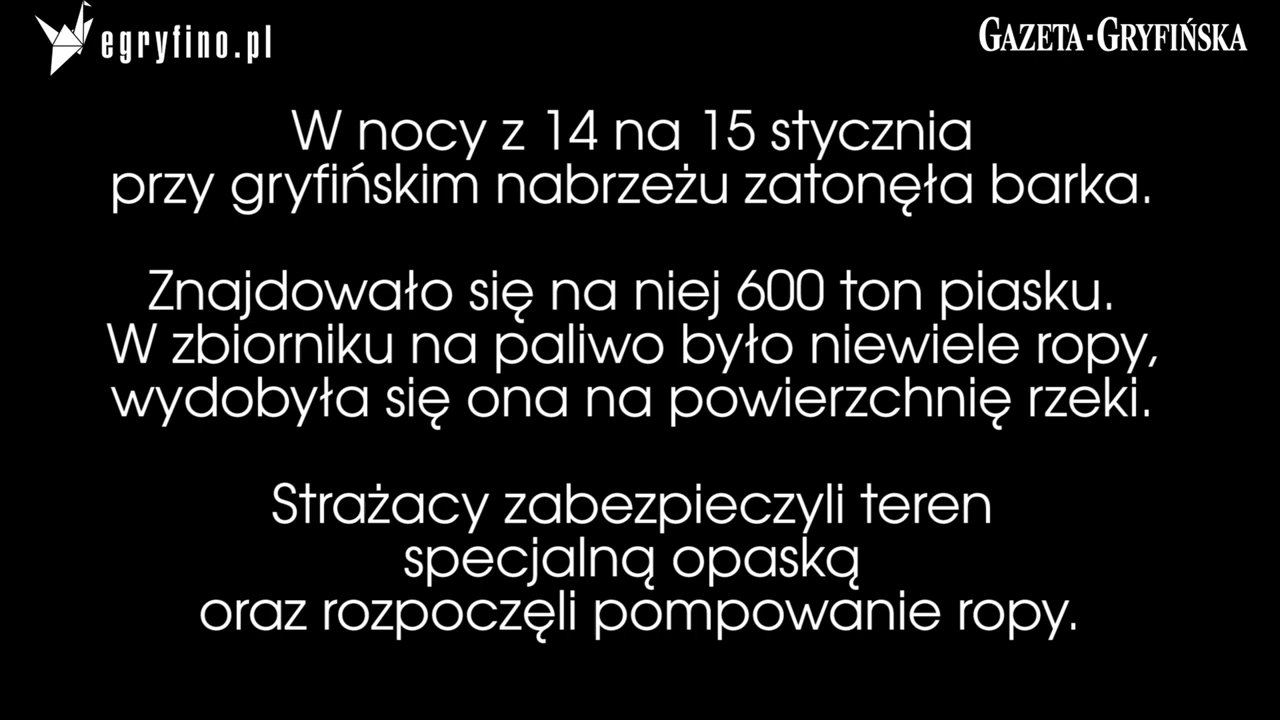 egryfino.pl
GAZETA-GRYFIŃSKA
W nocy z 14 na 15 stycznia
przy gryfińskim nabrzeżu zatonęła barka.
Znajdowało się na niej 600 ton piasku.
W zbiorniku na paliwo było niewiele ropy,
wydobyła się ona na powierzchnię rzeki.
Strażacy zabezpieczyli teren
specjalną opaską
oraz rozpoczęli pompowanie ropy.